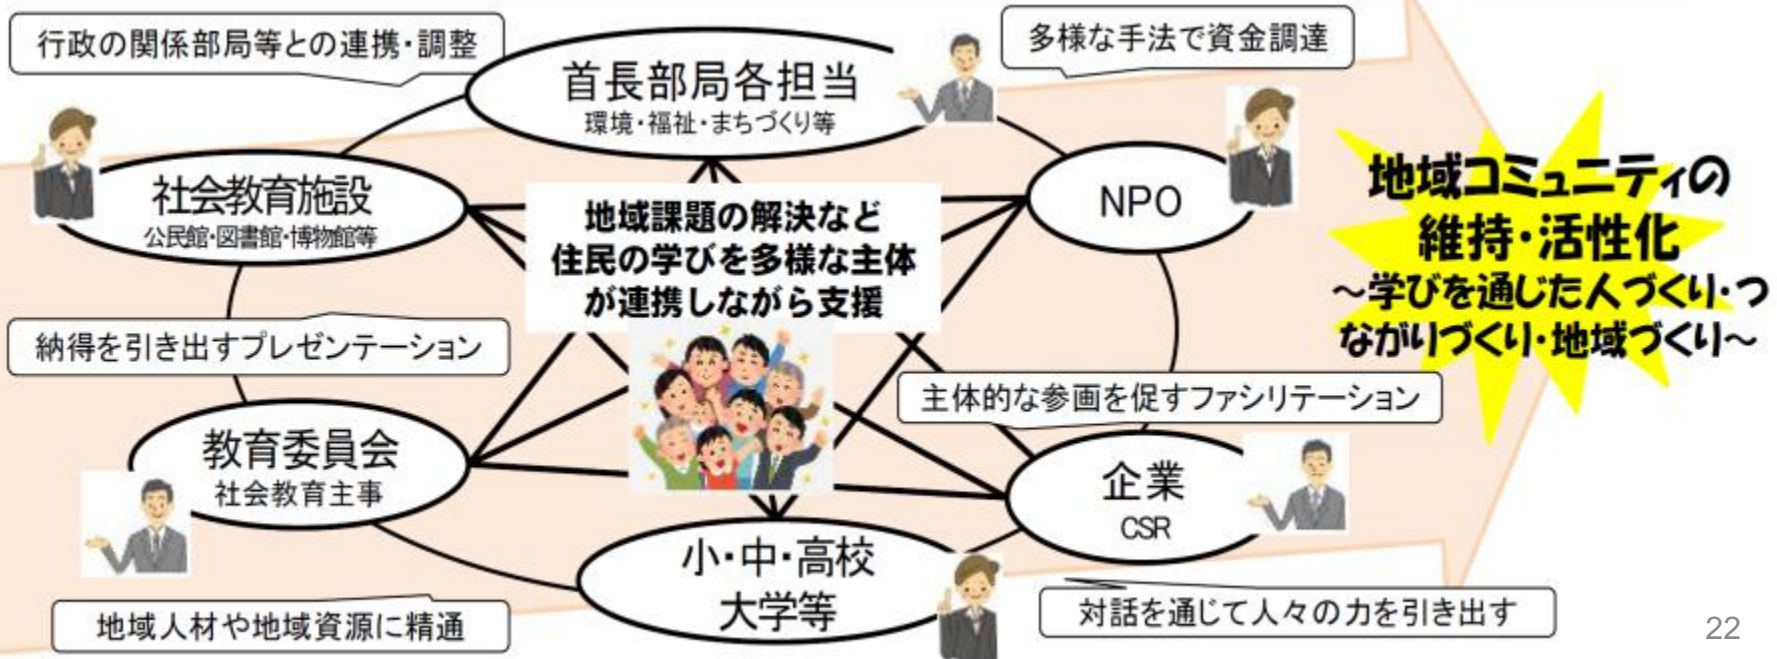 行政の関係部局等との連携・調整
首長部局各担当
環境・福祉・まちづくり等
多様な手法で資金調達
社会教育施設
公民館・図書館・博物館等
地域課題の解決など
住民の学びを多様な主体
が連携しながら支援
NPO
地域コミュニティの
維持・活性化
～学びを通じた人づくり・つ
ながりづくり・地域づくり～
納得を引き出すプレゼンテーション
主体的な参画を促すファシリテーション
教育委員会
社会教育主事
企業
CSR
小・中・高校
大学等
地域人材や地域資源に精通
対話を通じて人々の力を引き出す
22